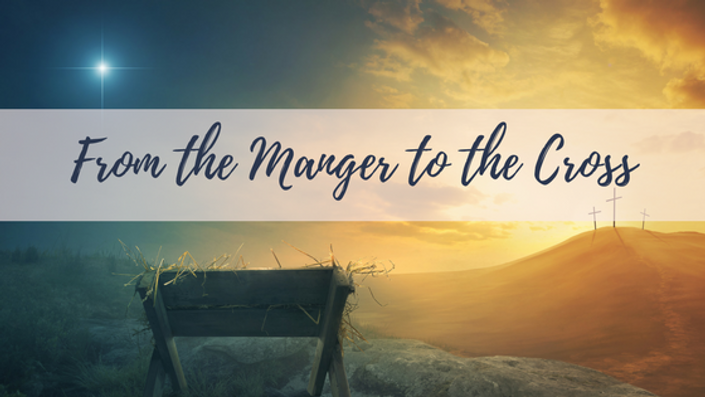 From the Manger to the Cross